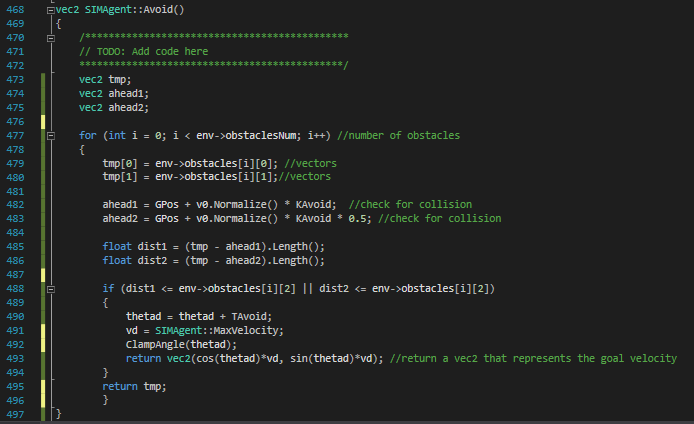 468 vec2 SIMAgent::Avoid()
469 {
470 /*********************************************
471 // TODO: Add code here
472 *********************************************/
473 vec2 tmp;
474 vec2 ahead1;
475 vec2 ahead2;
476
477 for (int i = 0; i < env->obstaclesNum; i++) //number of obstacles
478 {
479 tmp[0] = env->obstacles[i][0]; //vectors
480 tmp[1] = env->obstacles[i][1];//vectors
481
482 ahead1 = GPos + v0.Normalize() * KAvoid;  //check for collision
483 ahead2 = GPos + v0.Normalize() * KAvoid * 0.5; //check for collision
484
485 float dist1 = (tmp - ahead1).Length();
486 float dist2 = (tmp - ahead2).Length();
487
488 if (dist1 <= env->obstacles[i][2] || dist2 <= env->obstacles[i][2])
489 {
490 thetad = thetad + TAvoid;
491 vd = SIMAgent::MaxVelocity;
492 ClampAngle(thetad);
493 return vec2(cos(thetad)*vd, sin(thetad)*vd); //return a vec2 that represents the goal velocity
494 }
495 return tmp;
496 }
497 }